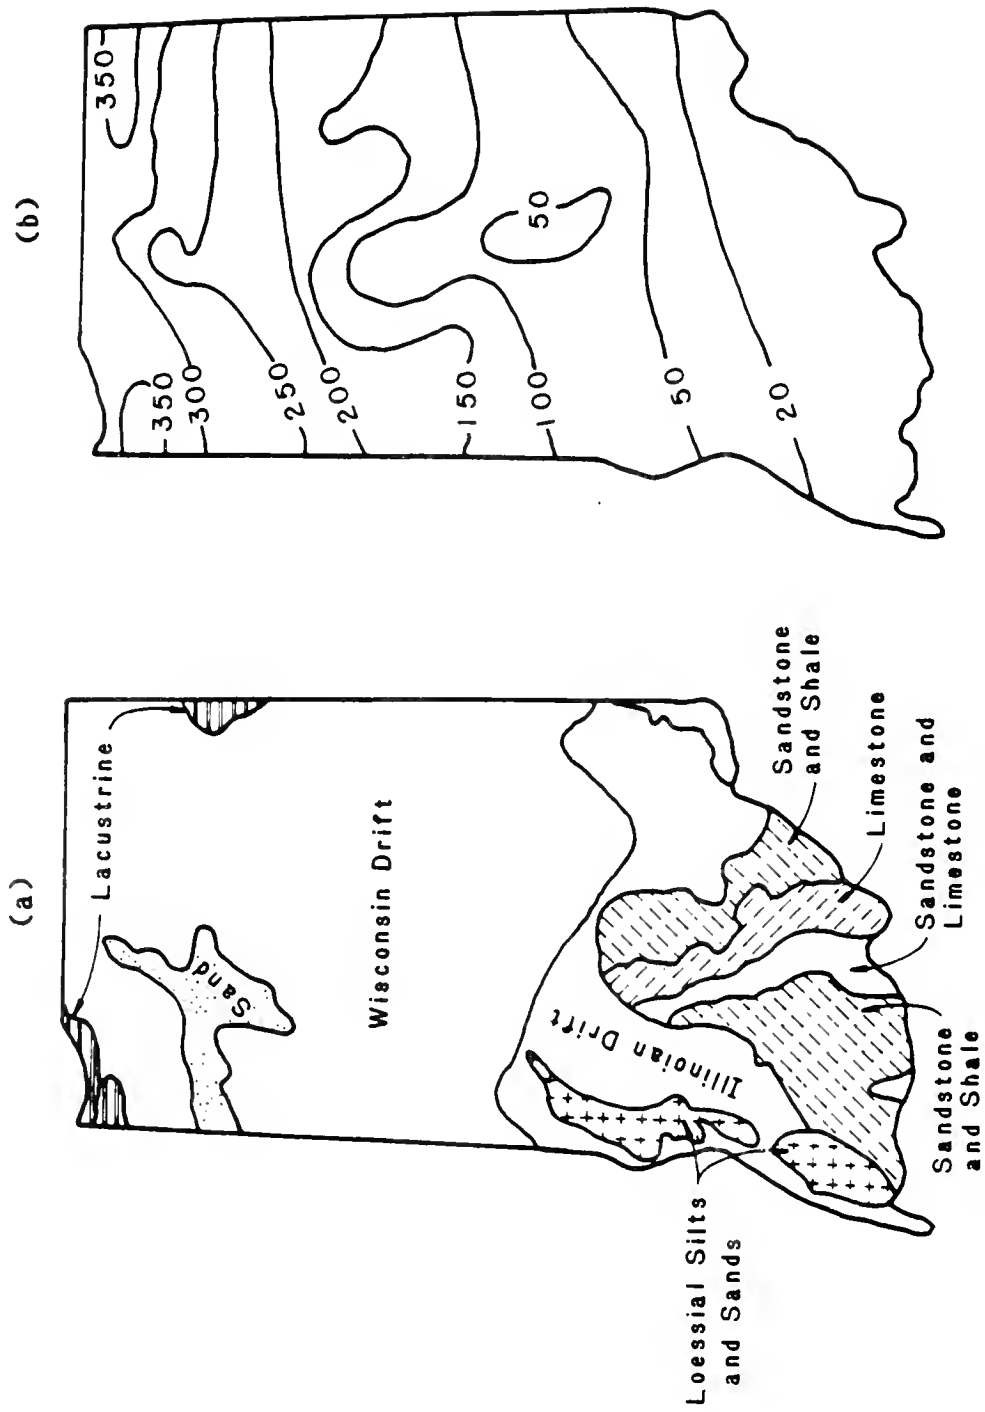 (a)
Lacustrine
Sand
Wisconsin Drift
Illinoian Drift
Loessial Silts
and Sands
Sandstone
and Shale
Limestone
Sandstone and
Limestone
Sandstone
and Shale
(b)
350
350
300
250
200
150
100
50
50
20